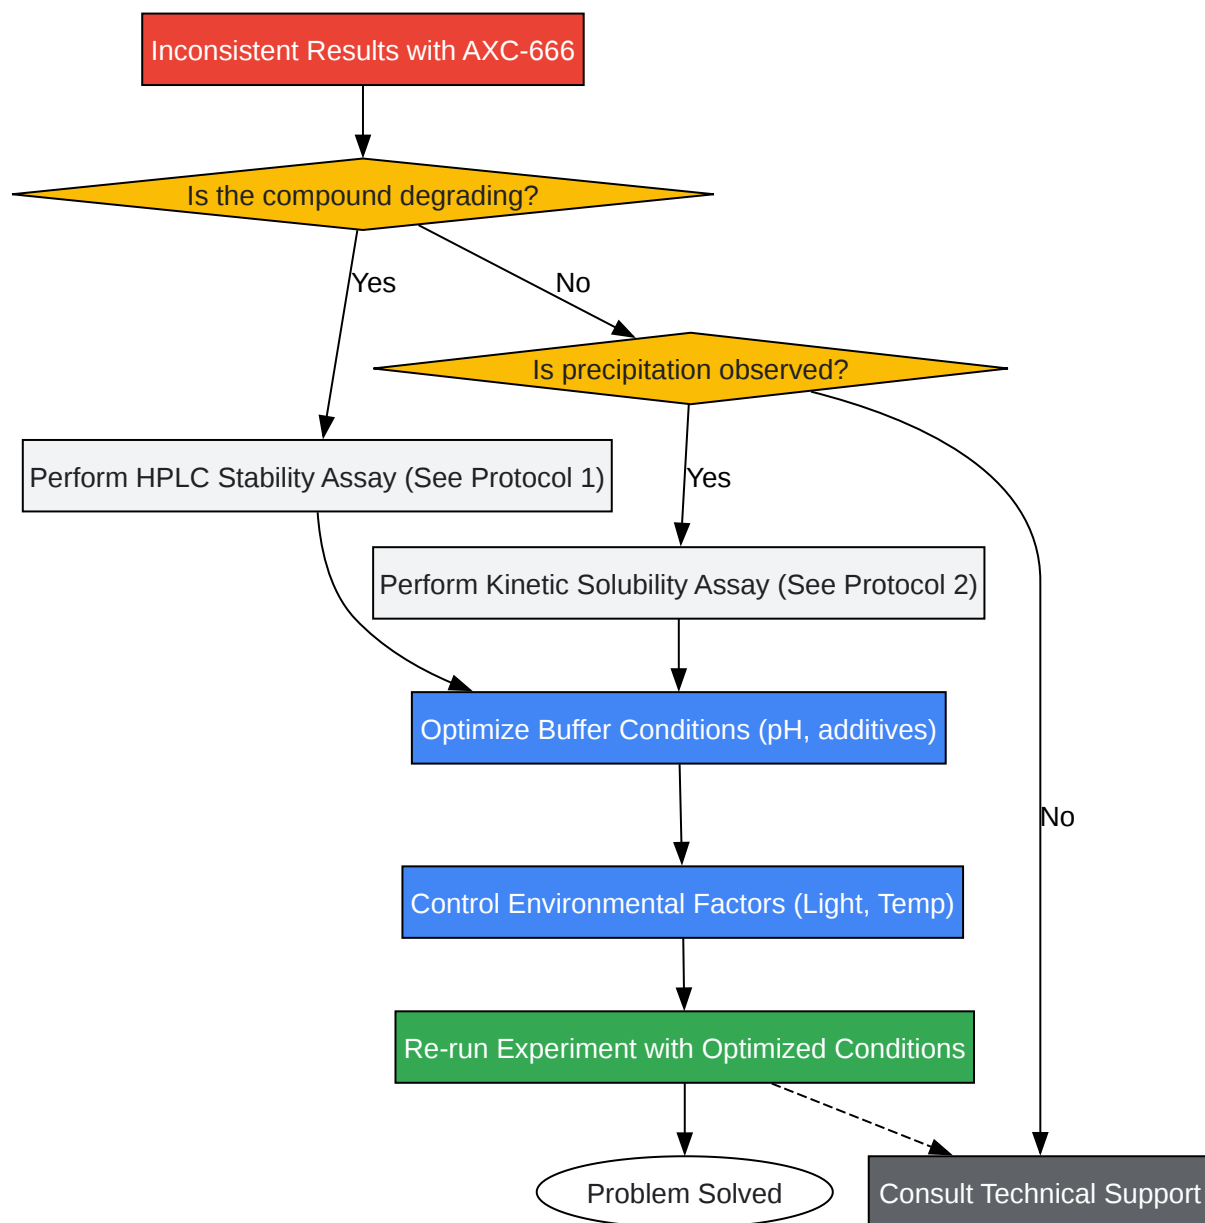 Inconsistent Results with AXC-666
Is the compound degrading?
Yes
No
Is precipitation observed?
Perform HPLC Stability Assay (See Protocol 1)
Yes
Perform Kinetic Solubility Assay (See Protocol 2)
Optimize Buffer Conditions (pH, additives)
No
Control Environmental Factors (Light, Temp)
Re-run Experiment with Optimized Conditions
Problem Solved
Consult Technical Support